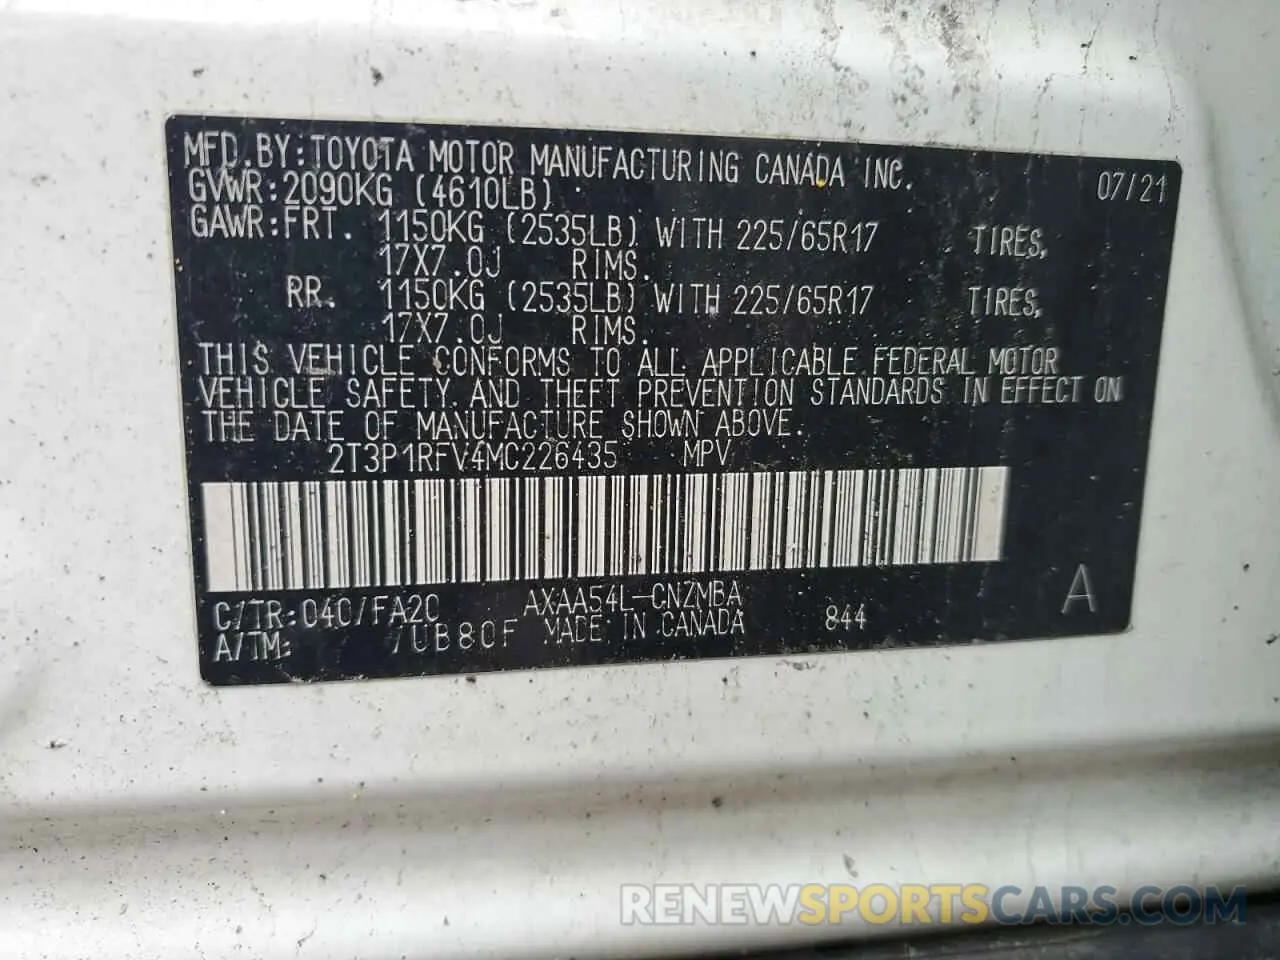 MFD.BY:TOYOTA MOTOR MANUFACTURING CANADA INC. 07/21
GVWR:2090KG (4610LB)
GAWR:FRT. 1150KG (2535LB) WITH 225/65R17 TIRES,
17X7.0J RIMS.
RR. 1150KG (2535LB) WITH 225/65R17 TIRES,
17X7.0J RIMS.
THIS VEHICLE CONFORMS TO ALL APPLICABLE FEDERAL MOTOR
VEHICLE SAFETY AND THEFT PREVENTION STANDARDS IN EFFECT ON
THE DATE OF MANUFACTURE SHOWN ABOVE.
2T3P1RFV4MC226435 MPV
C/TR:040/FA20 AXAA54L-CNZMBA A
A/TM: /UB80F MADE IN CANADA 844
RENEWSPORTSCARS.COM